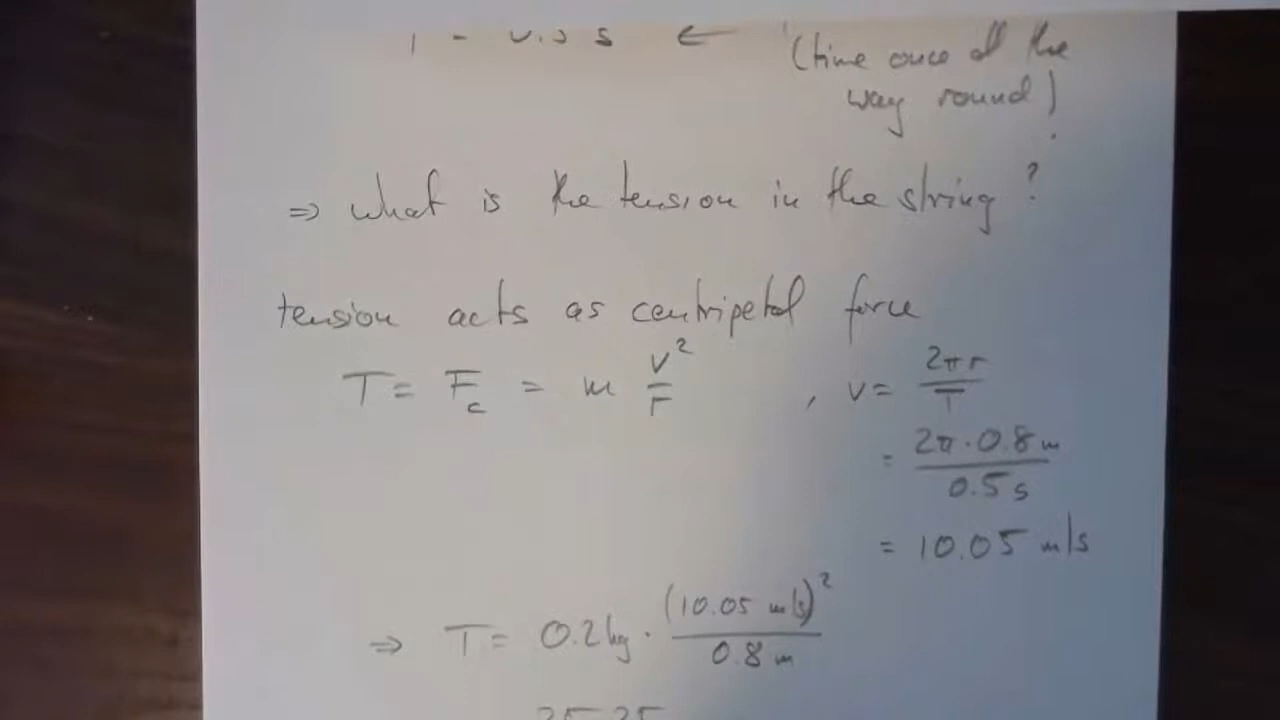 s ← (time once all the
way round)
⇒ what is the tension in the string?
tension acts as centripetal force
T = F_c = m v²/r , v = 2πr/T
= 2π · 0.8 m/0.5 s
= 10.05 m/s
⇒ T = 0.2 kg · (10.05 m/s)²/0.8 m